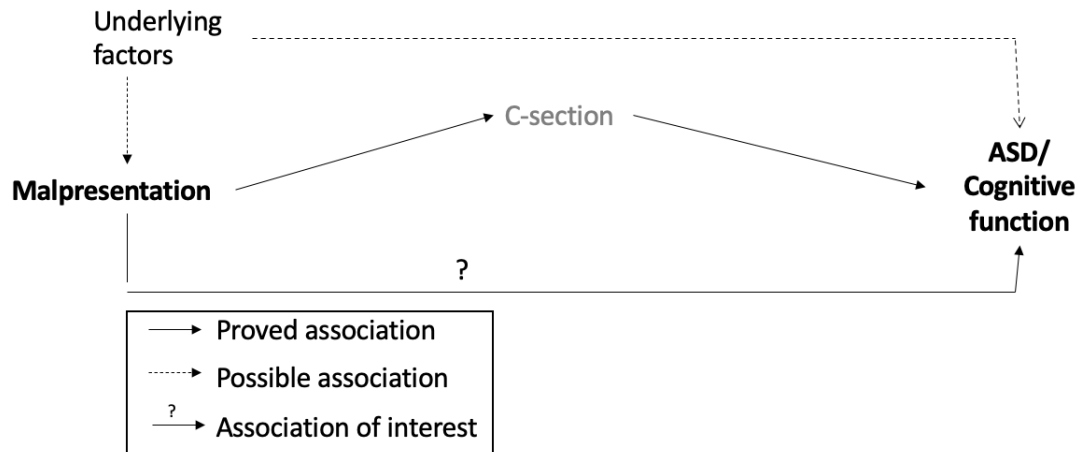 Underlying
factors
C-section
Malpresentation
ASD/
Cognitive
function
?
Proved association
Possible association
?
Association of interest